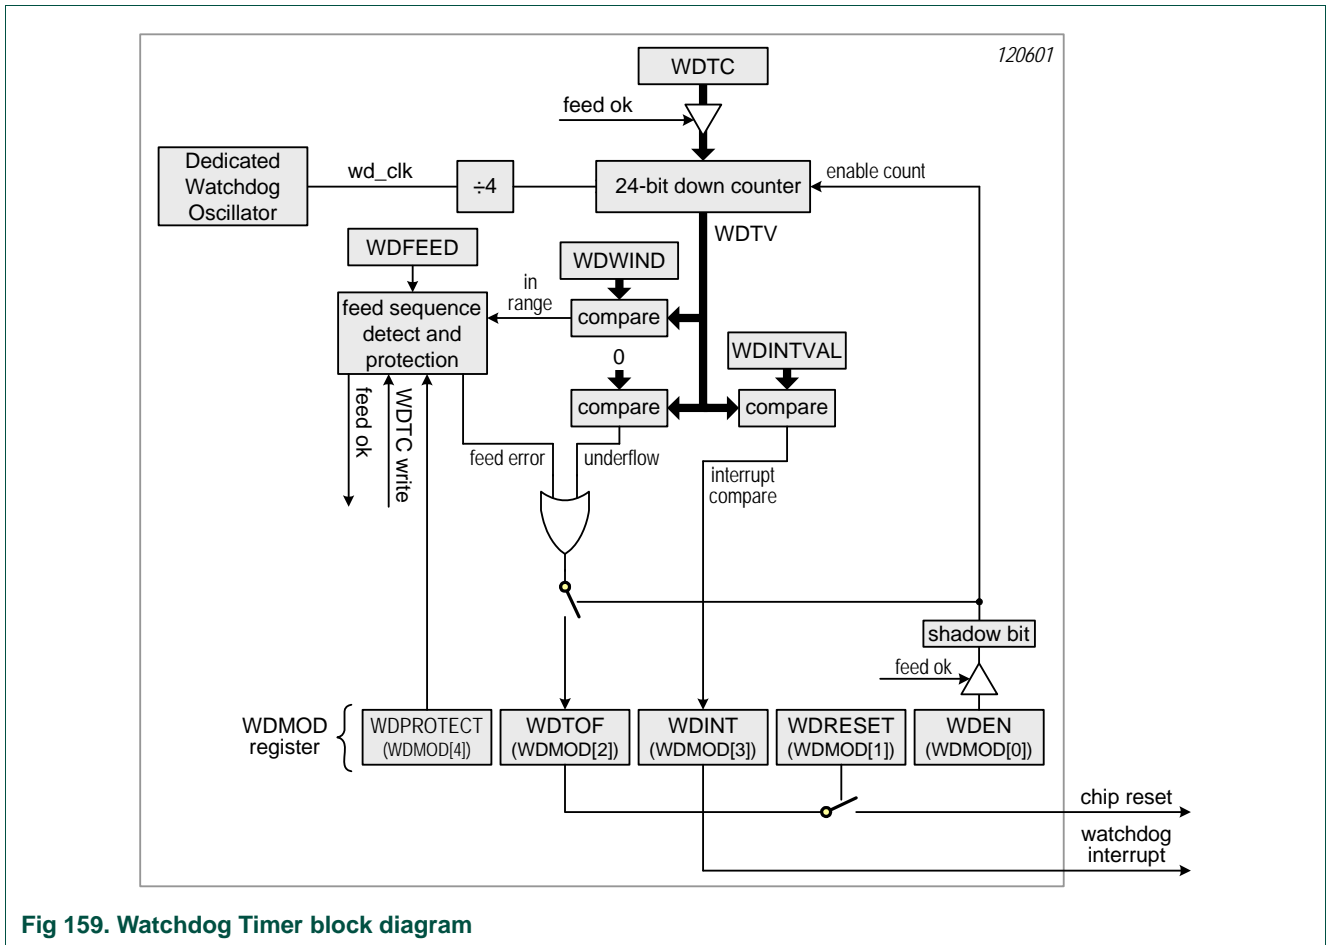 120601
WDTC
feed ok
Dedicated
Watchdog
Oscillator
wd_clk
÷4
24-bit down counter
enable count
WDTV
WDFEED
WDWIND
in
range
feed sequence
detect and
protection
compare
WDINTVAL
0
compare
compare
feed ok
WDTC write
feed error
underflow
interrupt
compare
shadow bit
feed ok
WDMOD
register
WDPROTECT
(WDMOD[4])
WDTOF
(WDMOD[2])
WDINT
(WDMOD[3])
WDRESET
(WDMOD[1])
WDEN
(WDMOD[0])
chip reset
watchdog
interrupt
Fig 159. Watchdog Timer block diagram